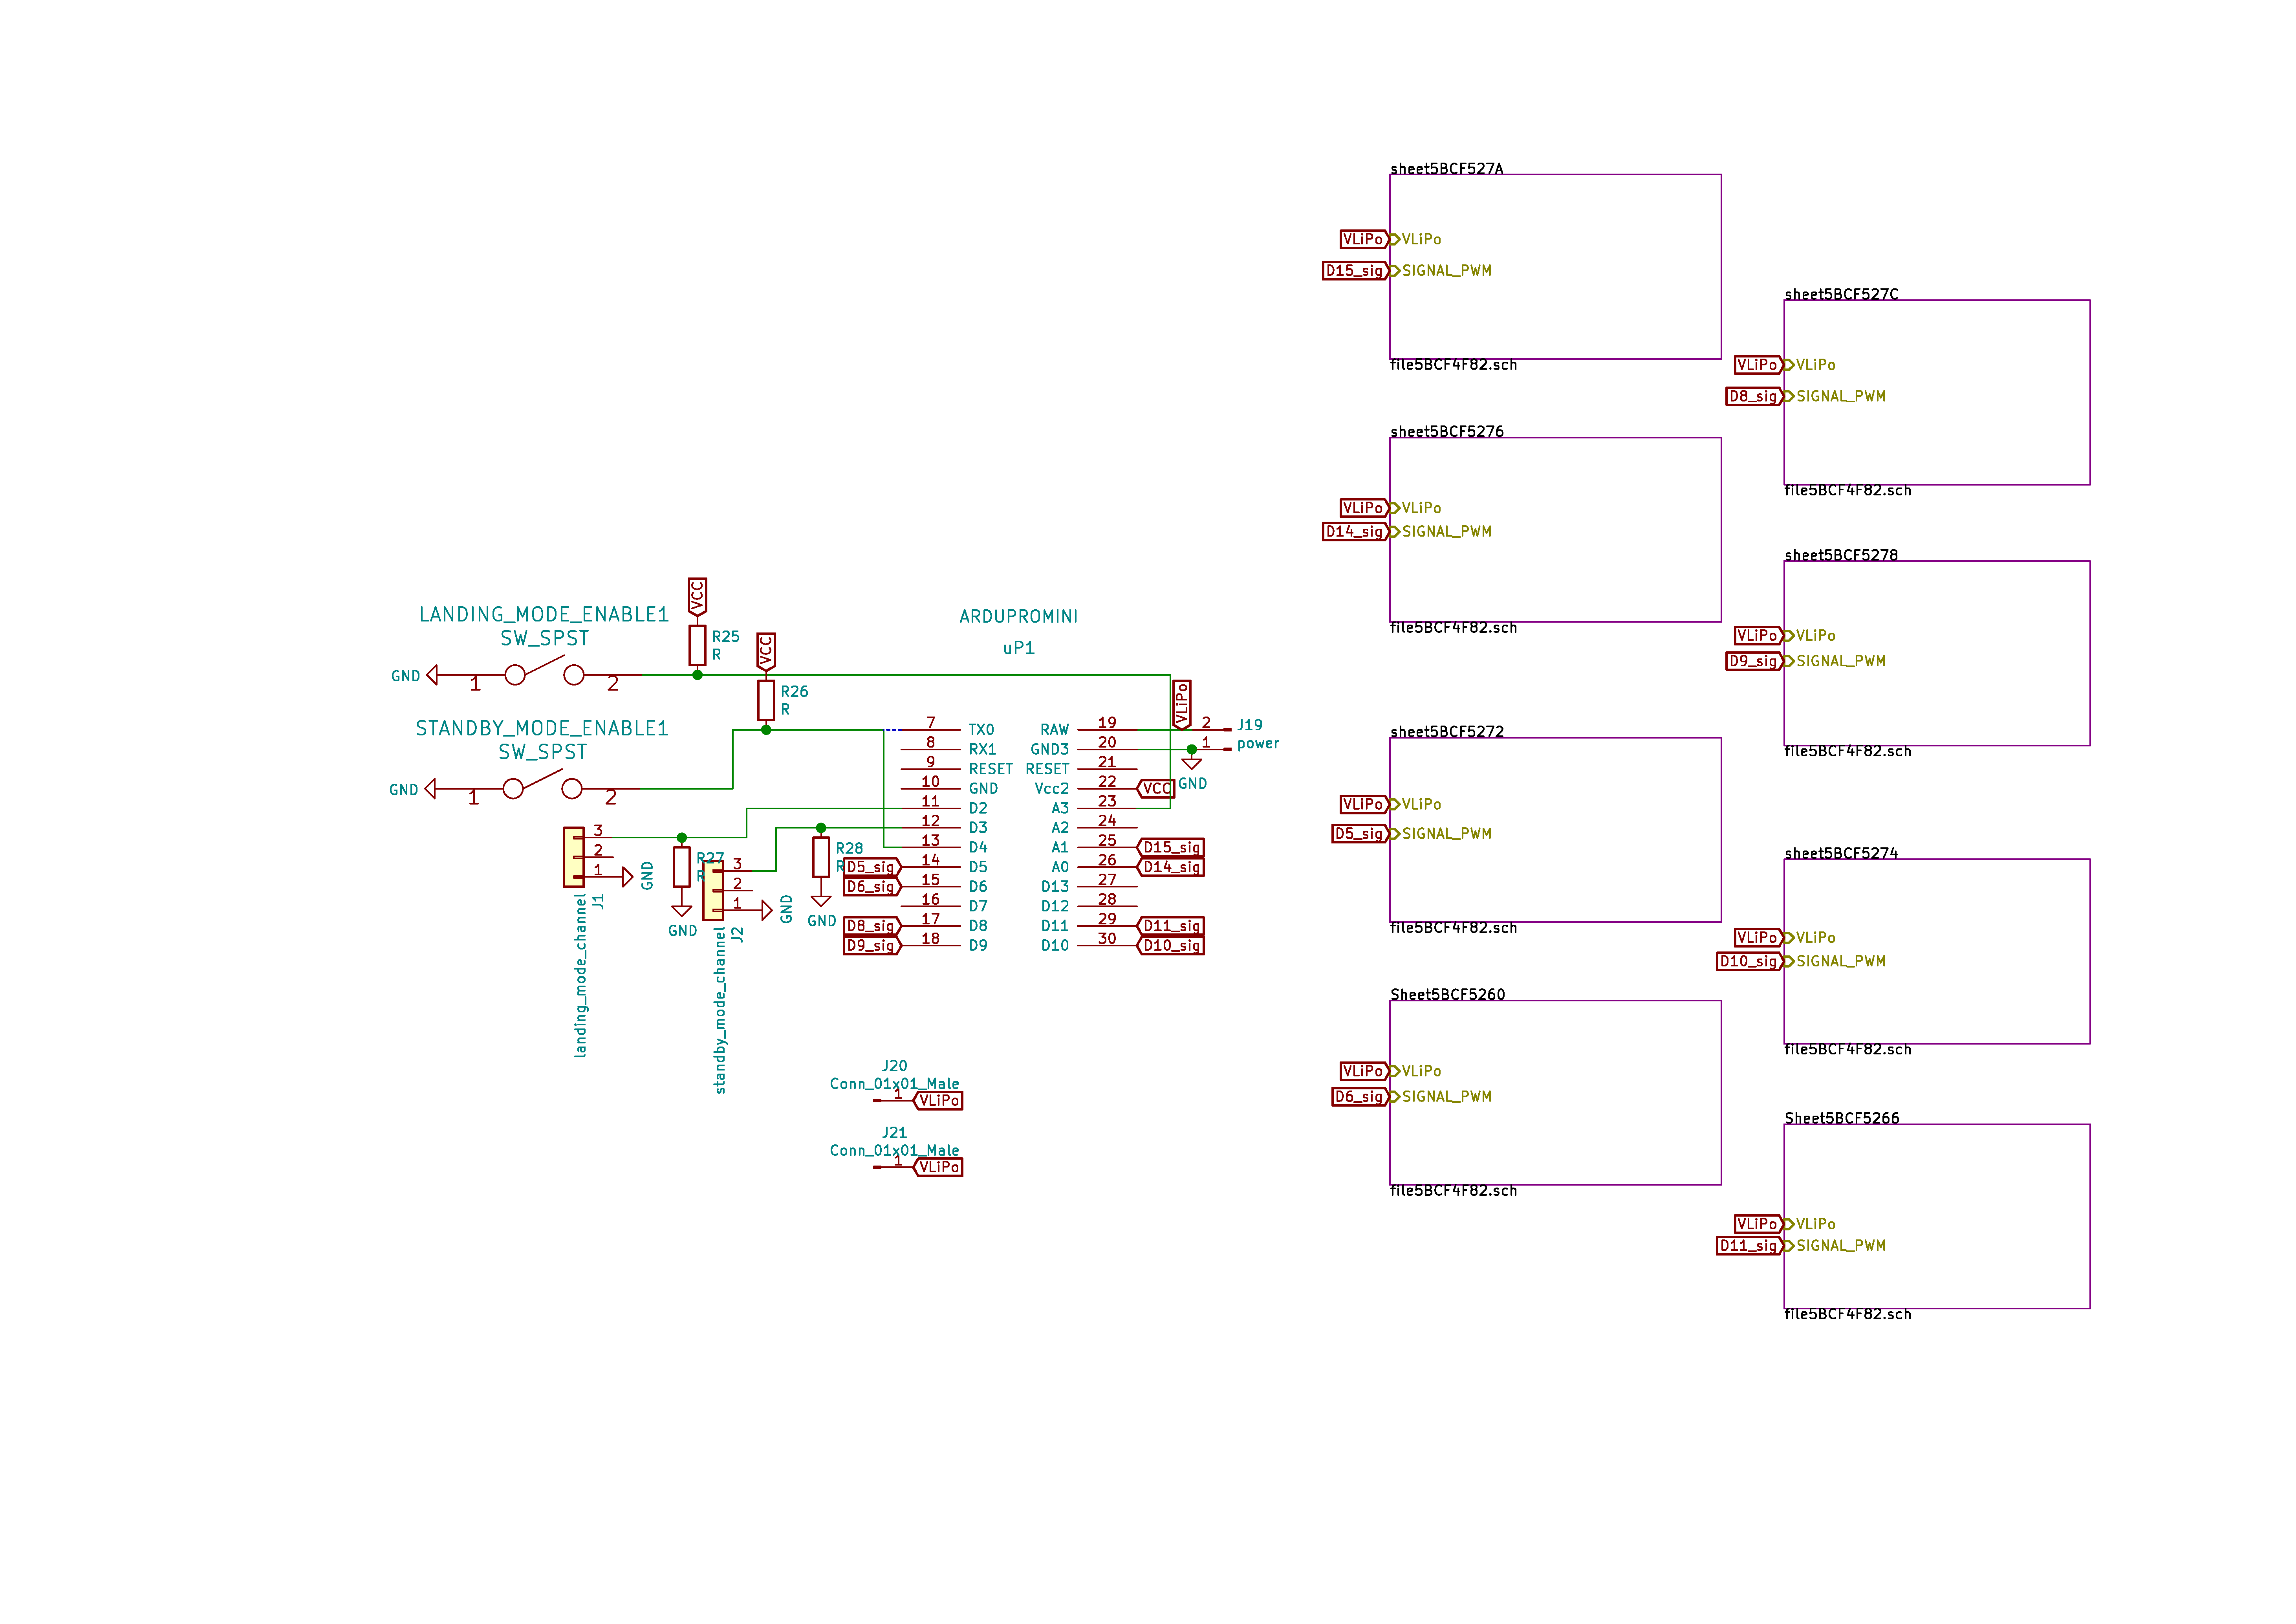 LANDING_MODE_ENABLE1
SW_SPST
GND
1
2
VCC
R25
R
VCC
R26
R
STANDBY_MODE_ENABLE1
SW_SPST
GND
1
2
3
2
1
GND
J1
landing_mode_channel
R27
R
GND
3
2
1
GND
J2
standby_mode_channel
R28
R
GND
ARDUPROMINI
uP1
7 TX0
8 RX1
9 RESET
10 GND
11 D2
12 D3
13 D4
D5_sig 14 D5
D6_sig 15 D6
16 D7
D8_sig 17 D8
D9_sig 18 D9
RAW 19
GND3 20
RESET 21
Vcc2 22 VCC
A3 23
A2 24
A1 25 D15_sig
A0 26 D14_sig
D13 27
D12 28
D11 29 D11_sig
D10 30 D10_sig
VLiPo
2
1
J19
power
GND
J20
Conn_01x01_Male
1 VLiPo
J21
Conn_01x01_Male
1 VLiPo
sheet5BCF527A
VLiPo VLiPo
D15_sig SIGNAL_PWM
file5BCF4F82.sch
sheet5BCF527C
VLiPo VLiPo
D8_sig SIGNAL_PWM
file5BCF4F82.sch
sheet5BCF5276
VLiPo VLiPo
D14_sig SIGNAL_PWM
file5BCF4F82.sch
sheet5BCF5278
VLiPo VLiPo
D9_sig SIGNAL_PWM
file5BCF4F82.sch
sheet5BCF5272
VLiPo VLiPo
D5_sig SIGNAL_PWM
file5BCF4F82.sch
sheet5BCF5274
VLiPo VLiPo
D10_sig SIGNAL_PWM
file5BCF4F82.sch
Sheet5BCF5260
VLiPo VLiPo
D6_sig SIGNAL_PWM
file5BCF4F82.sch
Sheet5BCF5266
VLiPo VLiPo
D11_sig SIGNAL_PWM
file5BCF4F82.sch